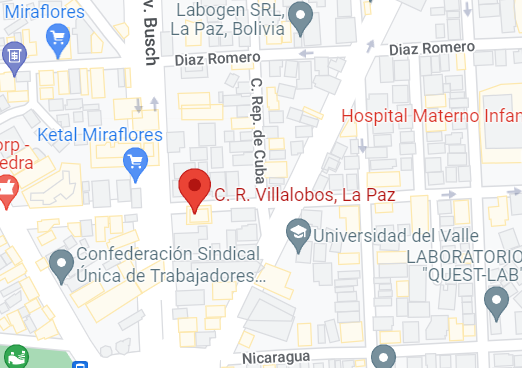 Miraflores
v. Busch
Labogen SRL,
La Paz, Bolivia
Diaz Romero
Diaz Romero
C. Rep. de Cuba
Hospital Materno Infan
Ketal Miraflores
orp -
edra
C. R. Villalobos, La Paz
Universidad del Valle
Confederación Sindical
Única de Trabajadores...
LABORATORIO
"QUEST-LAB"
Nicaragua